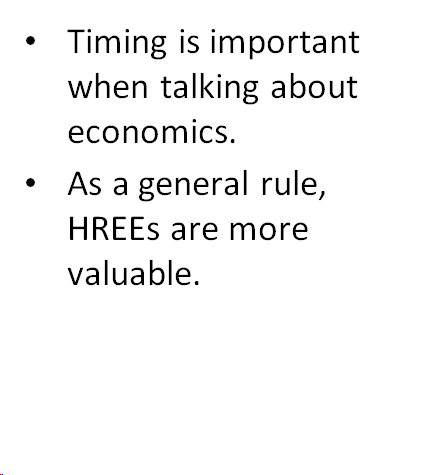 • Timing is important
when talking about
economics.
• As a general rule,
HREEs are more
valuable.